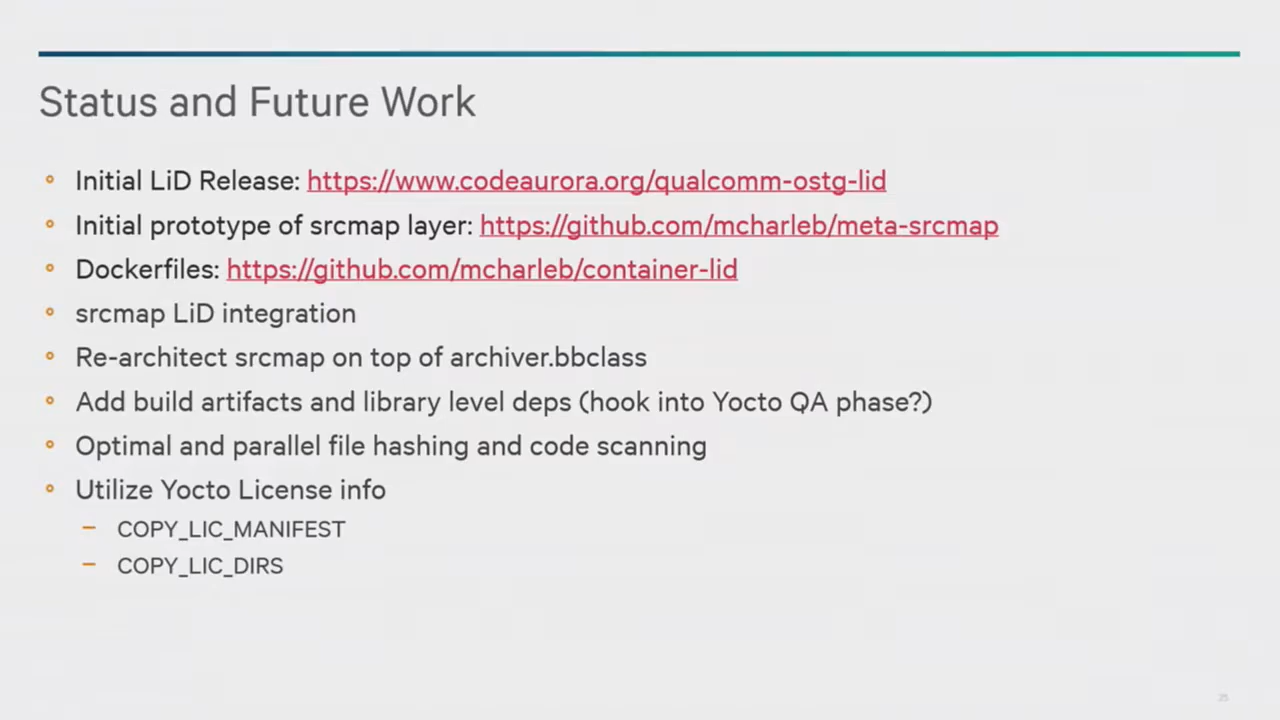 Status and Future Work
Initial LiD Release: https://www.codeaurora.org/qualcomm-ostg-lid
Initial prototype of srcmap layer: https://github.com/mcharleb/meta-srcmap
Dockerfiles: https://github.com/mcharleb/container-lid
srcmap LiD integration
Re-architect srcmap on top of archiver.bbclass
Add build artifacts and library level deps (hook into Yocto QA phase?)
Optimal and parallel file hashing and code scanning
Utilize Yocto License info
– COPY_LIC_MANIFEST
– COPY_LIC_DIRS